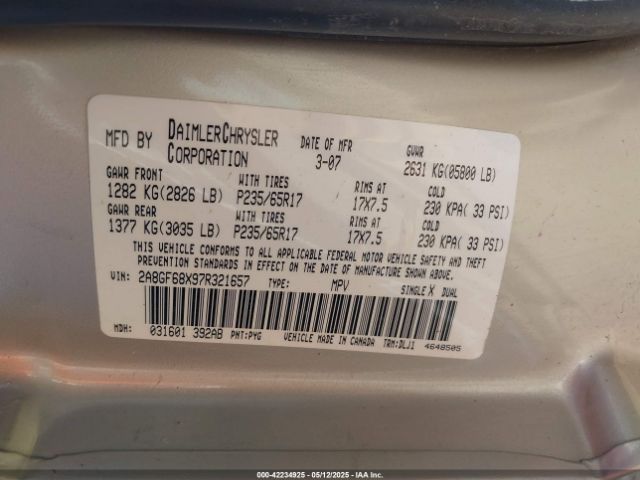 MFD BY DAIMLERCHRYSLER CORPORATION DATE OF MFR 3-07 GVWR 2631 KG(05800 LB)
GAWR FRONT WITH TIRES RIMS AT COLD
1282 KG(2826 LB) P235/65R17 17X7.5 230 KPA( 33 PSI)
GAWR REAR WITH TIRES RIMS AT COLD
1377 KG(3035 LB) P235/65R17 17X7.5 230 KPA( 33 PSI)
THIS VEHICLE CONFORMS TO ALL APPLICABLE FEDERAL MOTOR VEHICLE SAFETY AND THEFT
PREVENTION STANDARDS IN EFFECT ON THE DATE OF MANUFACTURE SHOWN ABOVE.
VIN: 2A8GF68X97R321657 TYPE: MPV SINGLE X DUAL
MDH: 031601 392AB PNT:PYG VEHICLE MADE IN CANADA TRM:DLJ1 4648505
000-42234925 - 05/12/2025 - IAA Inc.